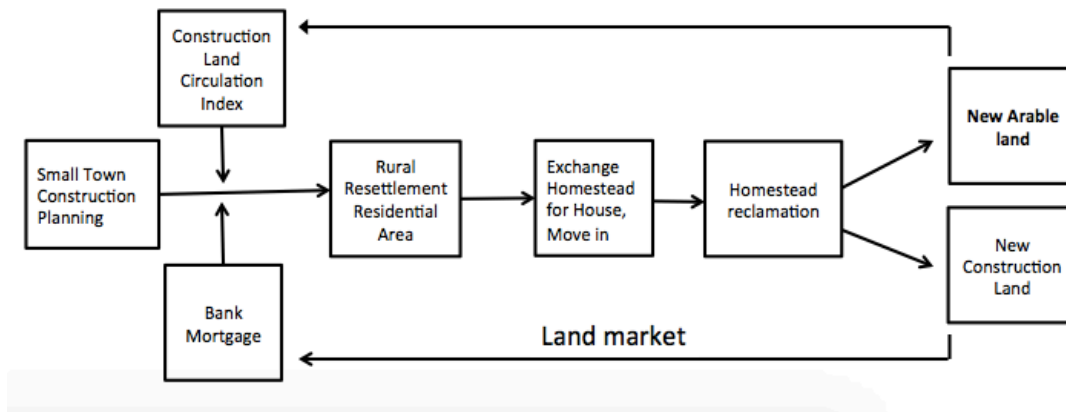 Construction
Land
Circulation
Index
Small Town
Construction
Planning
Bank
Mortgage
Rural
Resettlement
Residential
Area
Exchange
Homestead
for House,
Move in
Homestead
reclamation
New Arable
land
New
Construction
Land
Land market